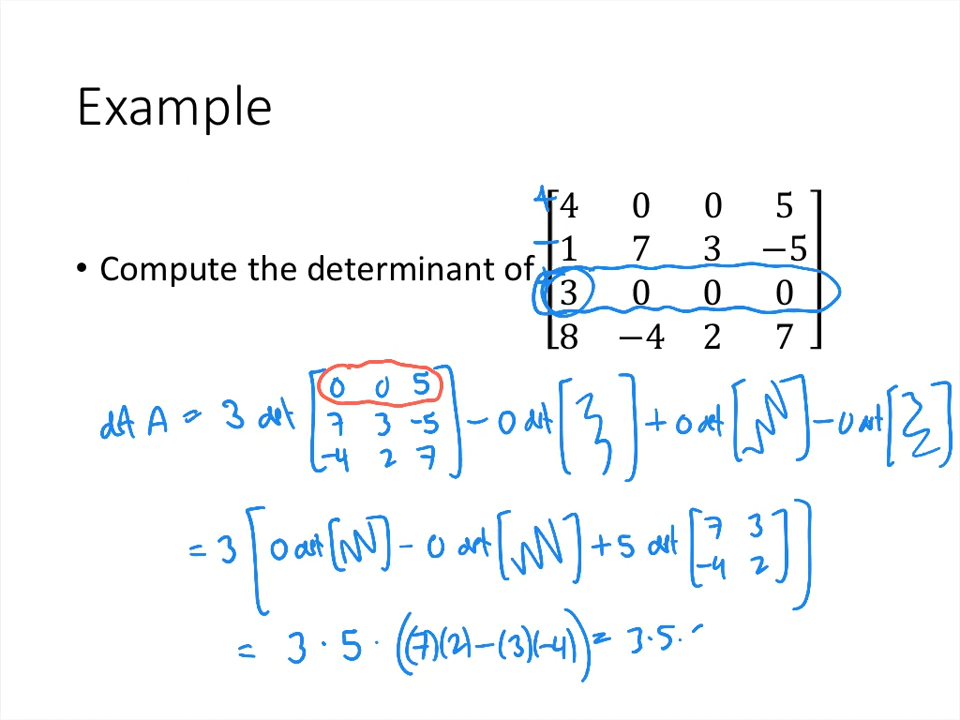 Example
• Compute the determinant of
4 0 0 5
1 7 3 −5
3 0 0 0
8 −4 2 7
+
−
+
det A = 3 det [0 0 5
7 3 -5
-4 2 7] - 0 det [ ] + 0 det [ ] - 0 det [ ]
= 3 [0 det [ ] - 0 det [ ] + 5 det [7 3
-4 2]]
= 3 · 5 · ((7)(2) - (3)(-4)) = 3·5·